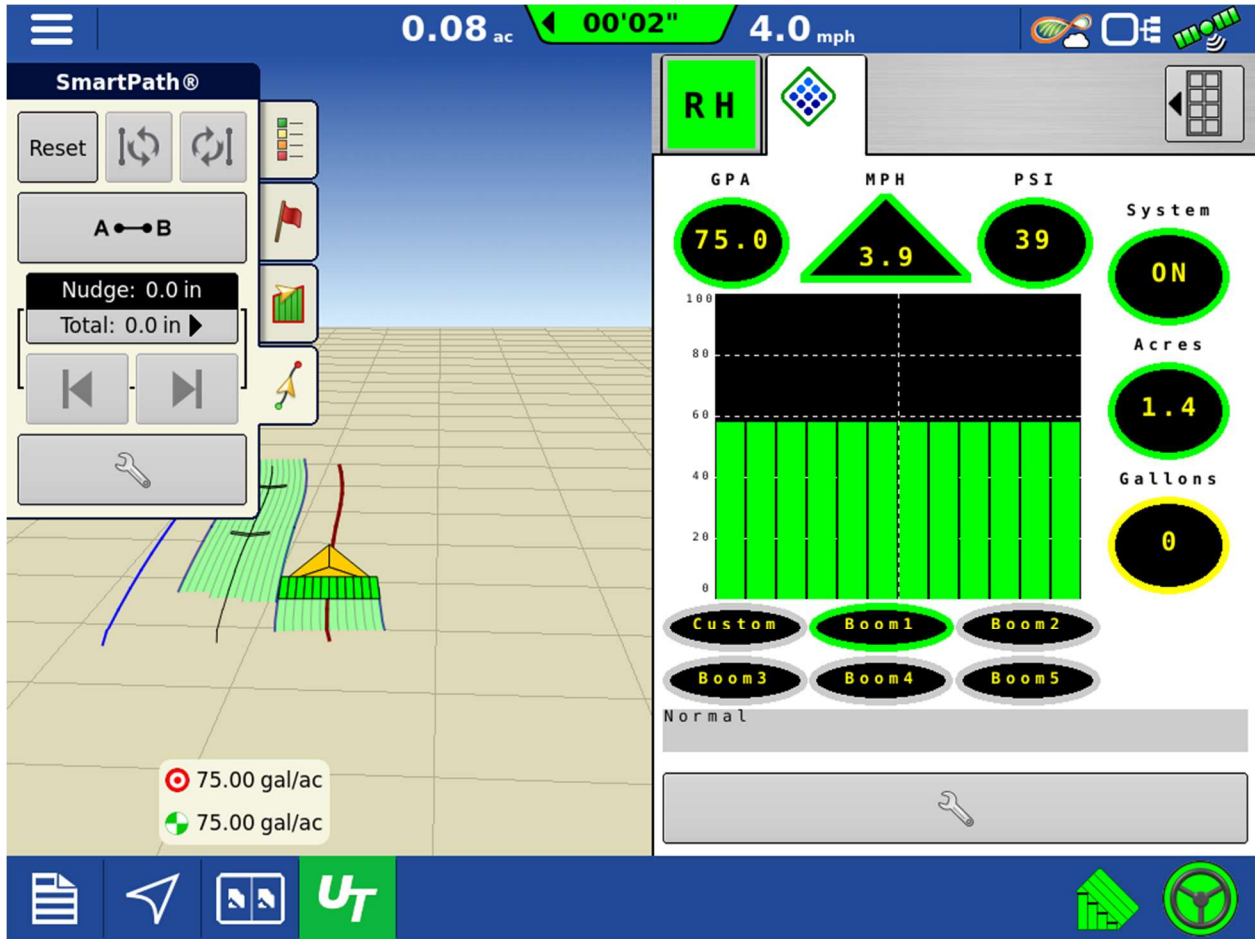 0.08 ac
00'02"
4.0 mph
SmartPath®
Reset
A B
Nudge: 0.0 in
Total: 0.0 in
75.00 gal/ac
75.00 gal/ac
RH
GPA MPH PSI
75.0 3.9 39
System
ON
Acres
1.4
Gallons
0
100
80
60
40
20
0
Custom Boom1 Boom2
Boom3 Boom4 Boom5
Normal
UT